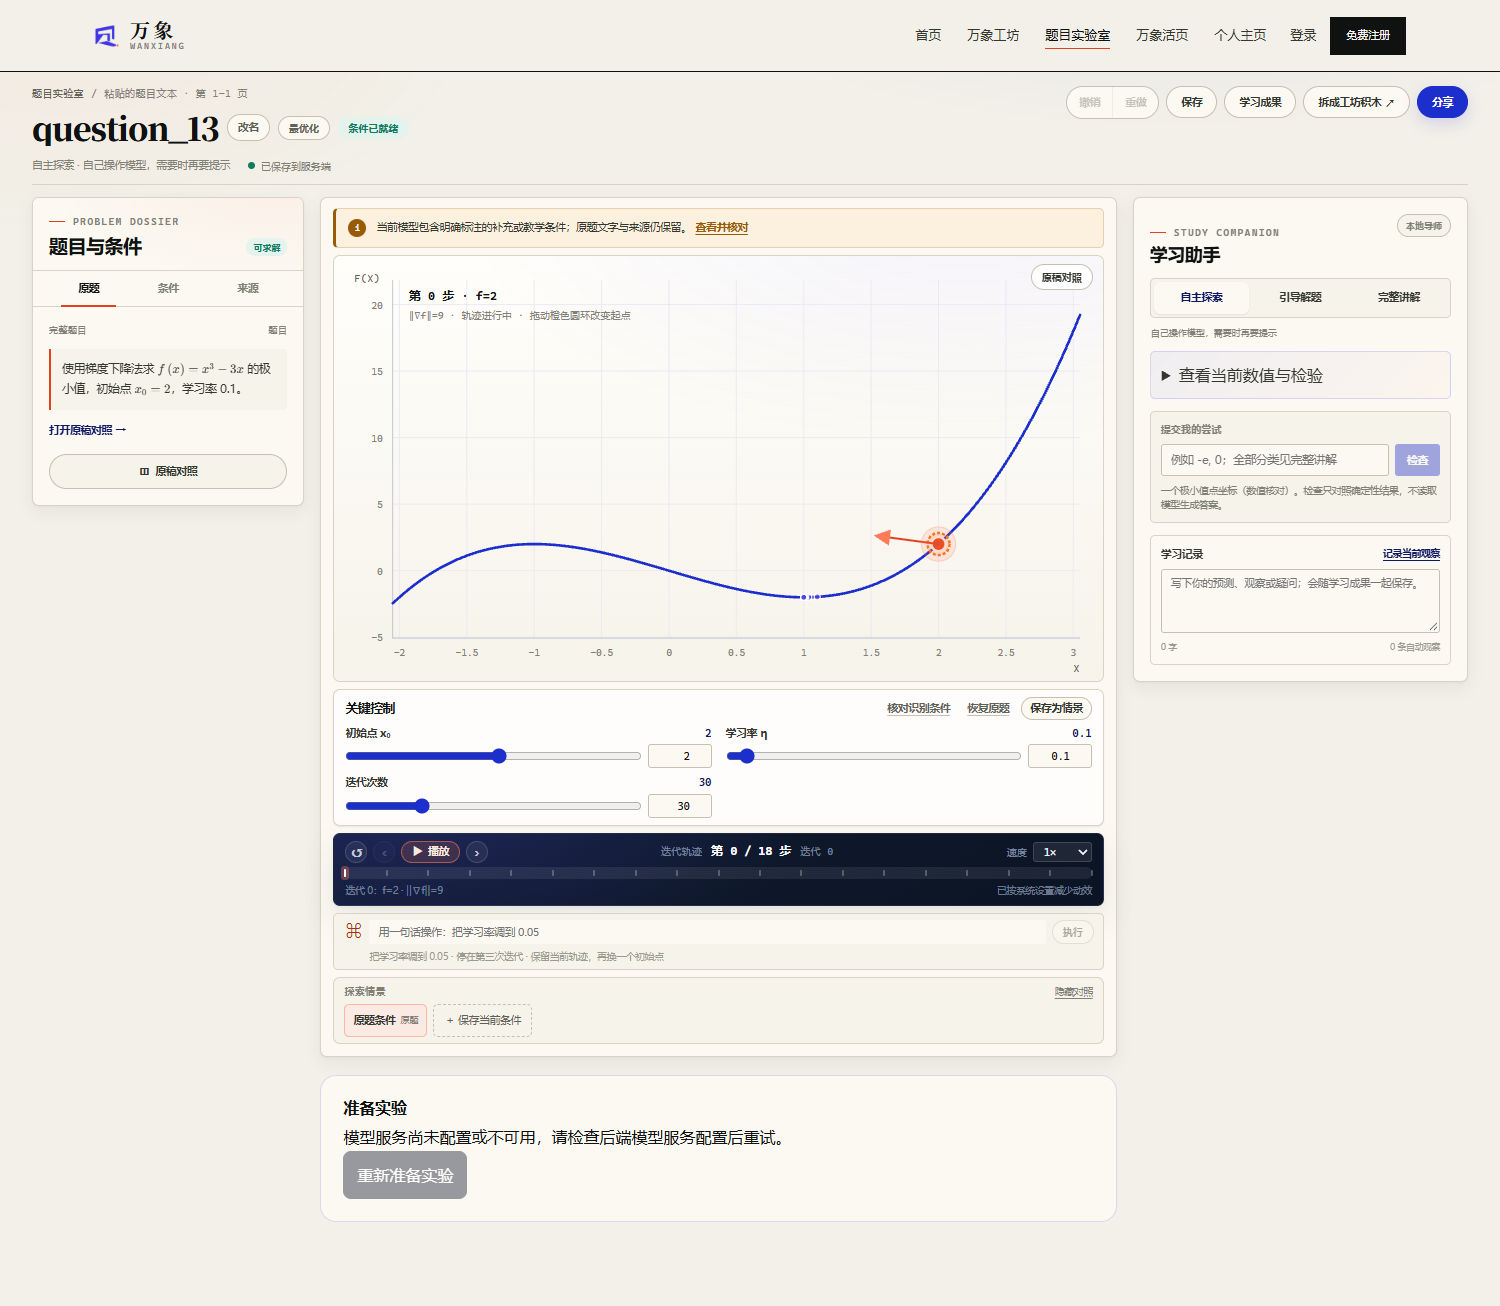 万象
WANXIANG
首页
万象工坊
题目实验室
万象活页
个人主页
登录
免费注册
题目实验室 / 粘贴的题目文本 · 第 1-1 页
撤销
重做
保存
学习成果
拆成工坊积木 ↗
分享
question_13
改名
最优化
条件已就绪
自主探索 · 自己操作模型，需要时再要提示
已保存到服务端
PROBLEM DOSSIER
题目与条件
可求解
原题
条件
来源
完整题目
题目
使用梯度下降法求 f (x) = x³ − 3x 的极
小值，初始点 x₀ = 2，学习率 0.1。
打开原稿对照 →
原稿对照
当前模型包含明确标注的补充或教学条件；原题文字与来源仍保留。 查看并核对
F(X)
原稿对照
第 0 步 · f=2
‖∇f‖=9 · 轨迹进行中 · 拖动橙色圆环改变起点
20
15
10
5
0
−5
−2
−1.5
−1
−0.5
0
0.5
1
1.5
2
2.5
3
X
关键控制
核对识别条件
恢复原题
保存为情景
初始点 x₀
2
2
学习率 η
0.1
0.1
迭代次数
30
30
播放
迭代轨迹 第 0 / 18 步 迭代 0
速度
1×
迭代 0：f=2 · ||∇f||=9
已按系统设置减少动效
用一句话操作：把学习率调到 0.05
执行
把学习率调到 0.05 · 停在第三次迭代 · 保留当前轨迹，再换一个初始点
探索情景
隐藏对照
原题条件 原题
+ 保存当前条件
准备实验
模型服务尚未配置或不可用，请检查后端模型服务配置后重试。
重新准备实验
STUDY COMPANION
本地导师
学习助手
自主探索
引导解题
完整讲解
自己操作模型，需要时再要提示
查看当前数值与检验
提交我的尝试
例如 -e, 0；全部分类见完整讲解
检查
一个极小值点坐标（数值核对）。检查只对照确定性结果，不读取
模型生成答案。
学习记录
记录当前观察
写下你的预测、观察或疑问；会随学习成果一起保存。
0 字
0 条自动观察